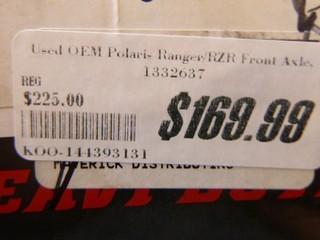 Used OEM Polaris Ranger/RZR Front Axle,
1332637
REG
$225.00
$169.99
KOO-144393131
MAVERICK DISTRIBUTING